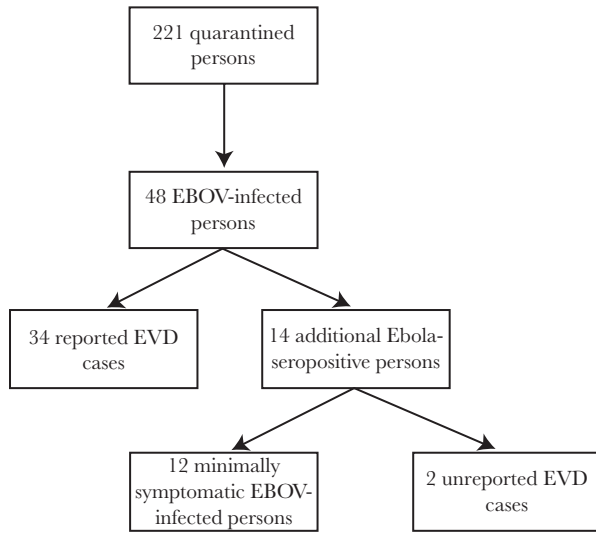 221 quarantined
persons
48 EBOV-infected
persons
34 reported EVD
cases
14 additional Ebola-
seropositive persons
12 minimally
symptomatic EBOV-
infected persons
2 unreported EVD
cases